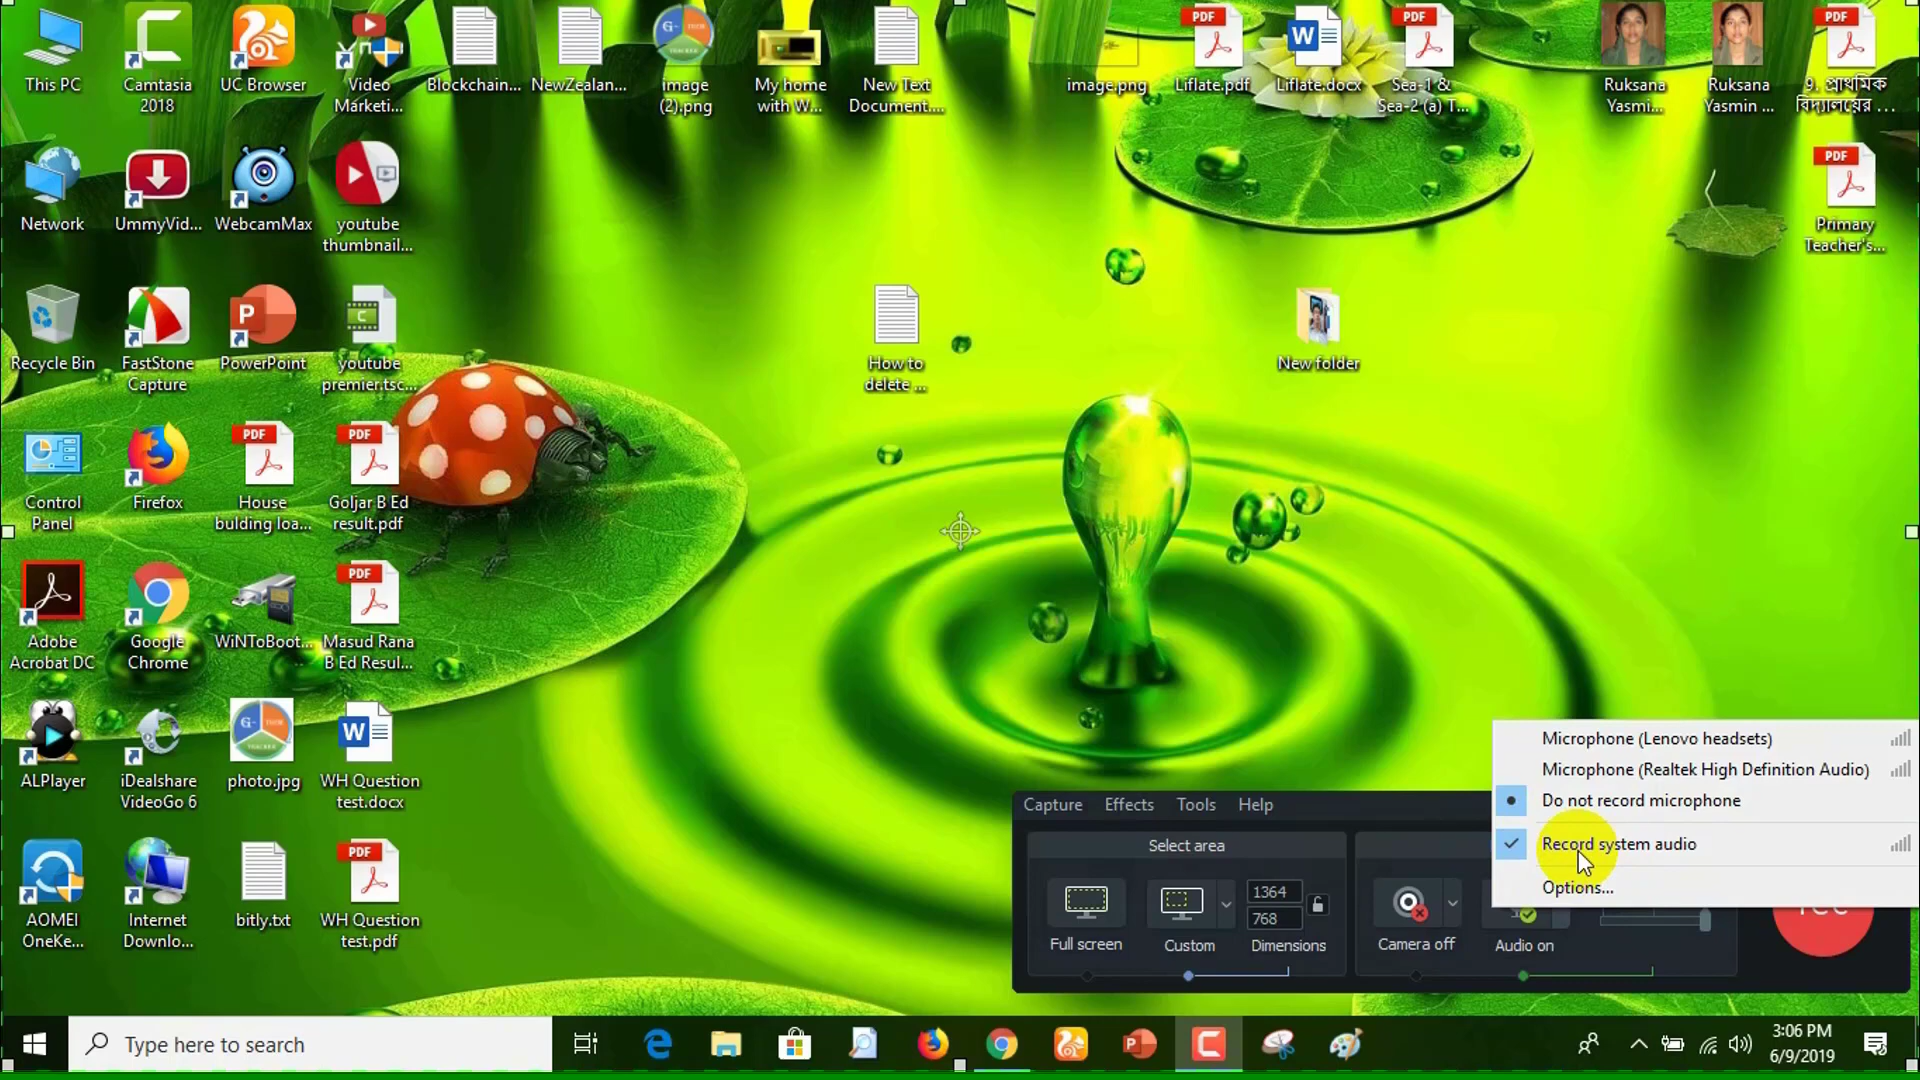 This PC
Camtasia
2018
UC Browser
Video
Marketi...
Blockchain...
NewZealan...
image
(2).png
My home
with W...
New Text
Document...
image.png
Liflate.pdf
Liflate.docx
Sea-1 &
Sea-2 (a) T...
Ruksana
Yasmi...
Ruksana
Yasmin ...
9. প্রাথমিক
বিদ্যালয়ের ...
Network
UmmyVid...
WebcamMax
youtube
thumbnail...
Primary
Teacher's...
Recycle Bin
FastStone
Capture
PowerPoint
youtube
premier.tsc...
How to
delete ...
New folder
Control
Panel
Firefox
House
bulding loa...
Goljar B Ed
result.pdf
Adobe
Acrobat DC
Google
Chrome
WiNToBoot...
Masud Rana
B Ed Resul...
ALPlayer
iDealshare
VideoGo 6
photo.jpg
WH Question
test.docx
AOMEI
OneKe...
Internet
Downlo...
bitly.txt
WH Question
test.pdf
Microphone (Lenovo headsets)
Microphone (Realtek High Definition Audio)
Do not record microphone
Record system audio
Options...
Capture Effects Tools Help
Select area
1364
768
Full screen
Custom
Dimensions
Camera off
Audio on
Type here to search
3:06 PM
6/9/2019